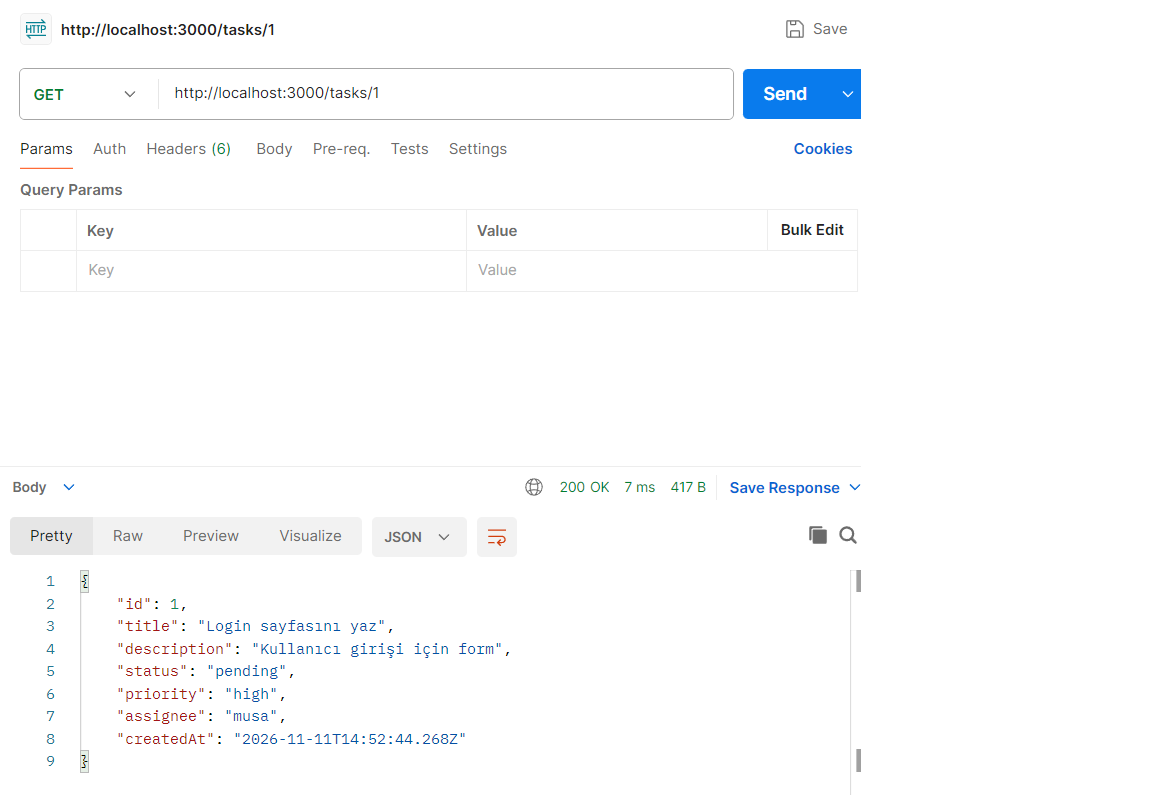 HTTP http://localhost:3000/tasks/1 Save
GET http://localhost:3000/tasks/1 Send
Params Auth Headers (6) Body Pre-req. Tests Settings Cookies
Query Params
Key Value Bulk Edit
Key Value
Body 200 OK 7 ms 417 B Save Response
Pretty Raw Preview Visualize JSON
1 {
2 "id": 1,
3 "title": "Login sayfasını yaz",
4 "description": "Kullanıcı girişi için form",
5 "status": "pending",
6 "priority": "high",
7 "assignee": "musa",
8 "createdAt": "2026-11-11T14:52:44.268Z"
9 }